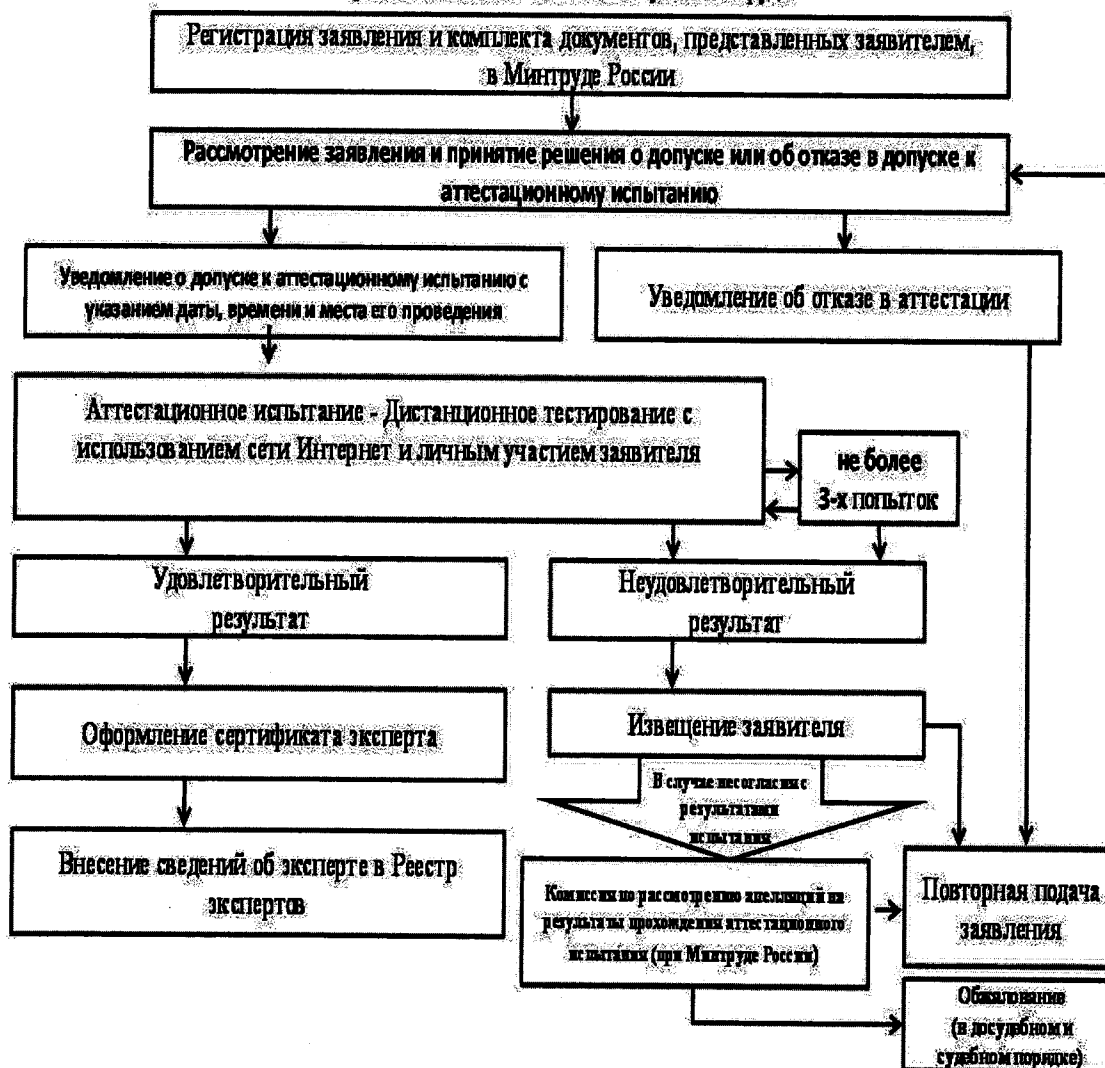 Регистрация заявления и комплекта документов, представленных заявителем,
в Минтруде России
Рассмотрение заявления и принятие решения о допуске или об отказе в допуске к
аттестационному испытанию
Уведомление о допуске к аттестационному испытанию с
указанием даты, времени и места его проведения
Уведомление об отказе в аттестации
Аттестационное испытание - Дистанционное тестирование с
использованием сети Интернет и личным участием заявителя
не более
3-х попыток
Удовлетворительный
результат
Неудовлетворительный
результат
Оформление сертификата эксперта
Извещение заявителя
В случае несогласия с
результатами
испытания
Внесение сведений об эксперте в Реестр
экспертов
Комиссия по рассмотрению апелляций на
результаты прохождения аттестационного
испытания (при Минтруде России)
Повторная подача
заявления
Обжалование
(в досудебном и
судебном порядке)